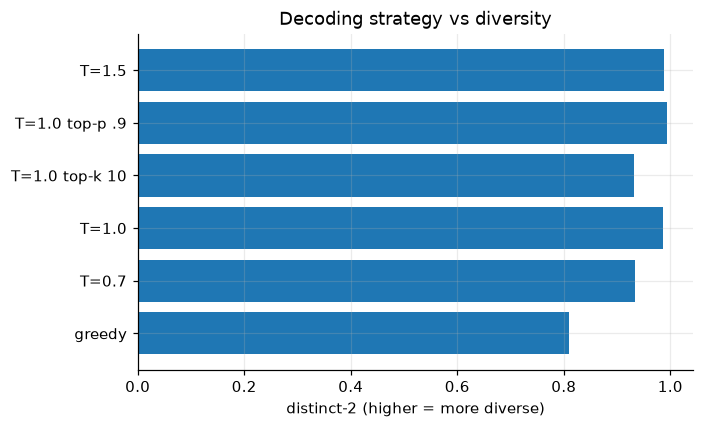 Decoding strategy vs diversity
T=1.5
T=1.0 top-p .9
T=1.0 top-k 10
T=1.0
T=0.7
greedy
0.0 0.2 0.4 0.6 0.8 1.0
distinct-2 (higher = more diverse)